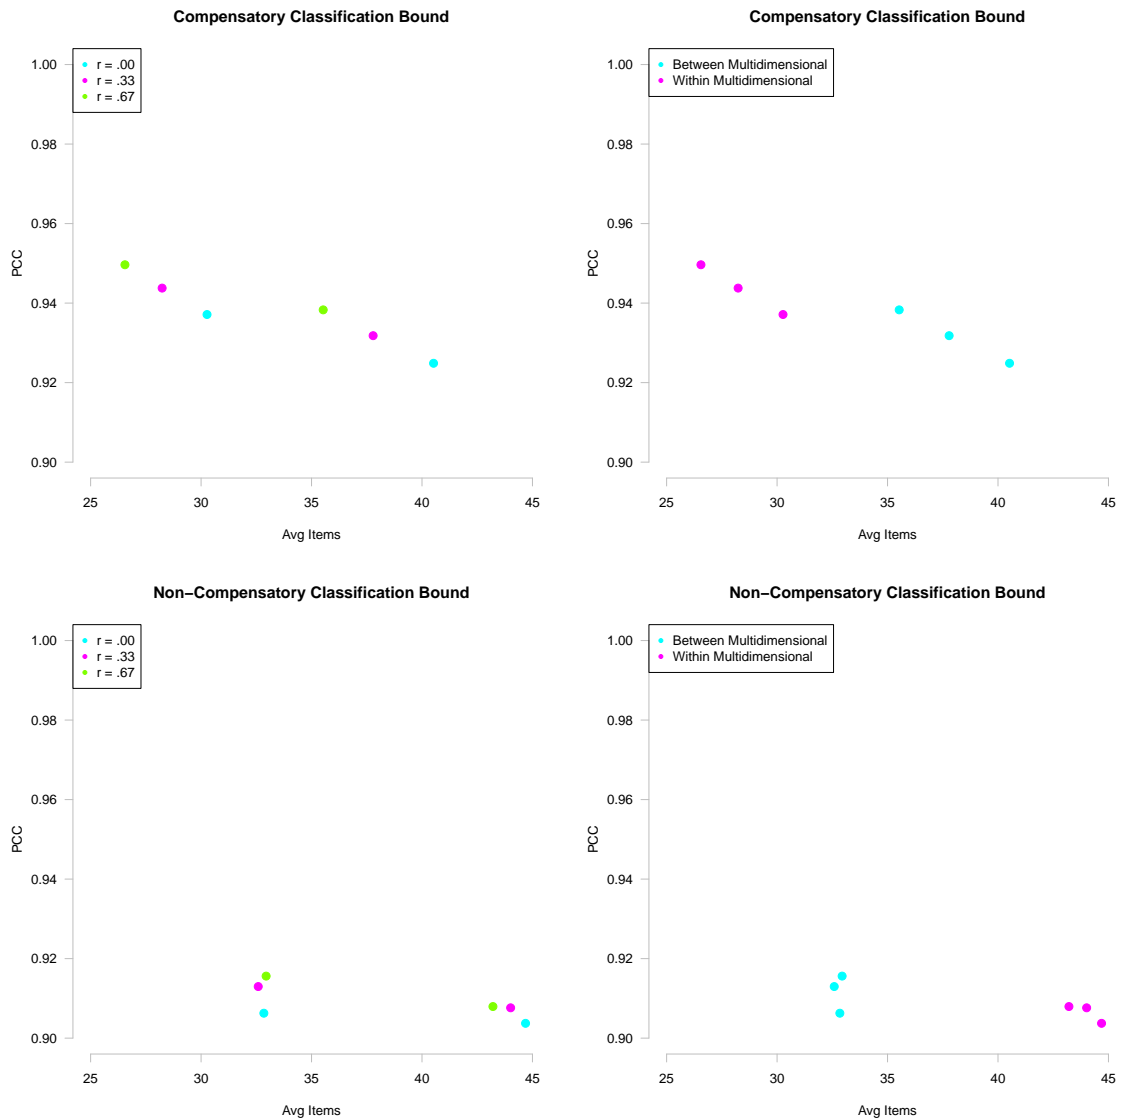 Compensatory Classification Bound
r = .00
r = .33
r = .67
1.00
0.98
0.96
0.94
0.92
0.90
PCC
25
30
35
40
45
Avg Items
Compensatory Classification Bound
Between Multidimensional
Within Multidimensional
1.00
0.98
0.96
0.94
0.92
0.90
PCC
25
30
35
40
45
Avg Items
Non−Compensatory Classification Bound
r = .00
r = .33
r = .67
1.00
0.98
0.96
0.94
0.92
0.90
PCC
25
30
35
40
45
Avg Items
Non−Compensatory Classification Bound
Between Multidimensional
Within Multidimensional
1.00
0.98
0.96
0.94
0.92
0.90
PCC
25
30
35
40
45
Avg Items